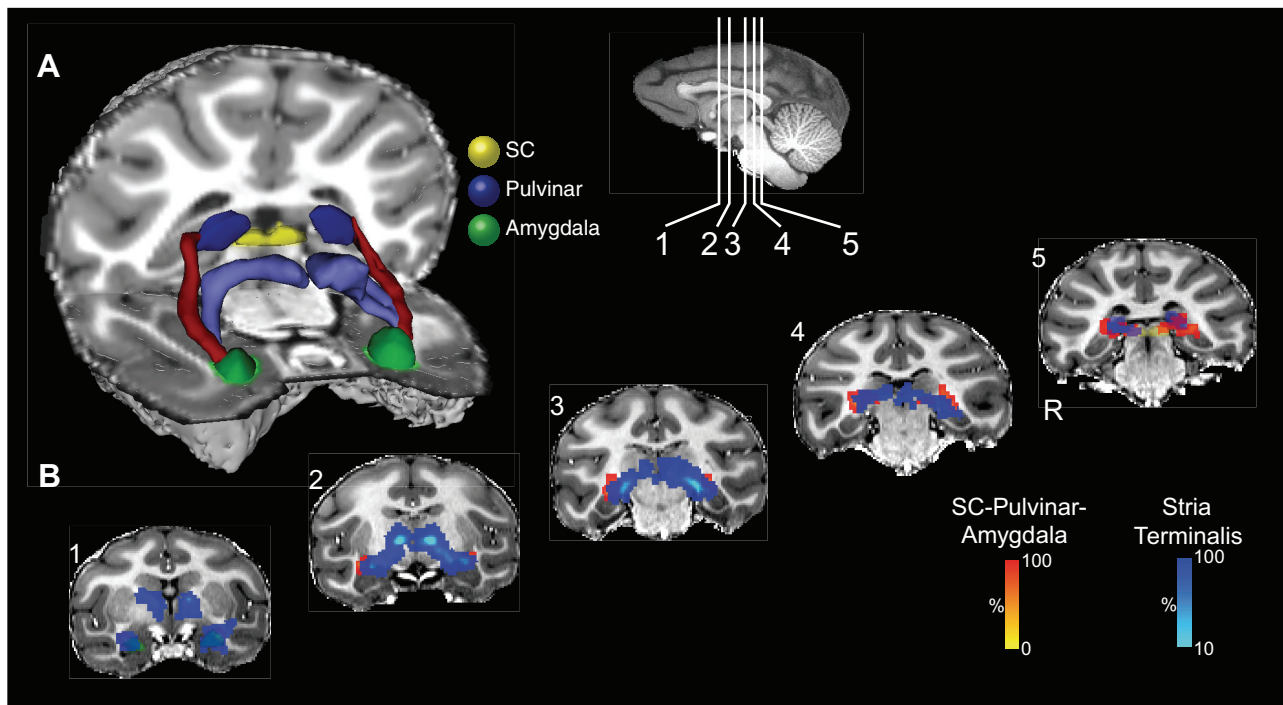 A
SC
Pulvinar
Amygdala
1 2 3 4 5
B
1
2
3
4
5
R
SC-Pulvinar-
Amygdala
100
%
0
Stria
Terminalis
100
%
10